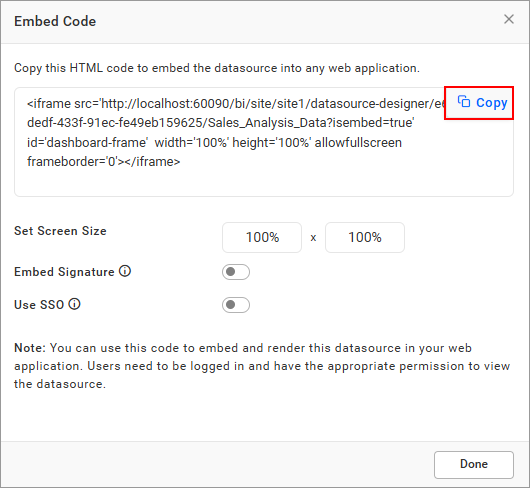 Embed Code
Copy this HTML code to embed the datasource into any web application.
<iframe src='http://localhost:60090/bi/site/site1/datasource-designer/e
Copy
dedf-433f-91ec-fe49eb159625/Sales_Analysis_Data?isembed=true'
id='dashboard-frame'  width='100%' height='100%' allowfullscreen
frameborder='0'></iframe>
Set Screen Size
100% x 100%
Embed Signature
Use SSO
Note: You can use this code to embed and render this datasource in your web
application. Users need to be logged in and have the appropriate permission to view
the datasource.
Done